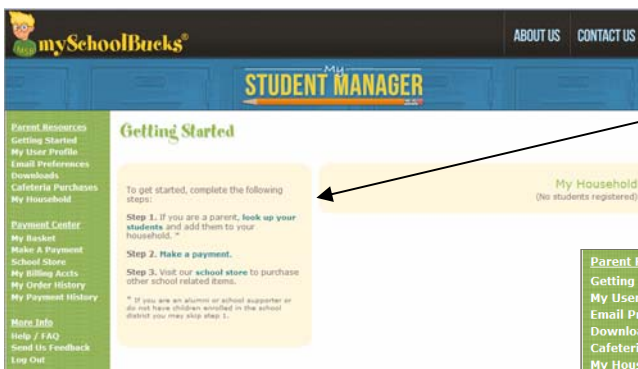 mySchoolBucks®
ABOUT US CONTACT US
My
STUDENT MANAGER
Parent Resources
Getting Started
My User Profile
Email Preferences
Downloads
Cafeteria Purchases
My Household
Payment Center
My Basket
Make A Payment
School Store
My Billing Accts
My Order History
My Payment History
More Info
Help / FAQ
Send Us Feedback
Log Out
Getting Started
To get started, complete the following
steps:
Step 1. If you are a parent, look up your
students and add them to your
household. *
Step 2. Make a payment.
Step 3. Visit our school store to purchase
other school related items.
* If you are an alumni or school supporter or
do not have children enrolled in the school
district you may skip step 1.
My Household
(No students registered)
Parent
Getting
My User
Email
My